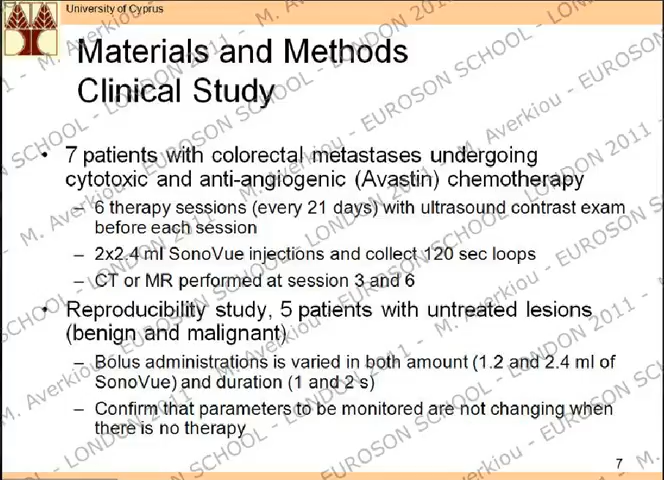 University of Cyprus
Materials and Methods
Clinical Study
• 7 patients with colorectal metastases undergoing
cytotoxic and anti-angiogenic (Avastin) chemotherapy
– 6 therapy sessions (every 21 days) with ultrasound contrast exam
before each session
– 2x2.4 ml SonoVue injections and collect 120 sec loops
– CT or MR performed at session 3 and 6
• Reproducibility study, 5 patients with untreated lesions
(benign and malignant)
– Bolus administrations is varied in both amount (1.2 and 2.4 ml of
SonoVue) and duration (1 and 2 s)
– Confirm that parameters to be monitored are not changing when
there is no therapy
7
M. Averkiou - EUROSON SCHOOL - LONDON 2011